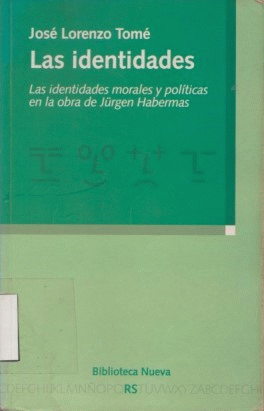 José Lorenzo Tomé
Las identidades
Las identidades morales y políticas
en la obra de Jürgen Habermas
Biblioteca Nueva
RS